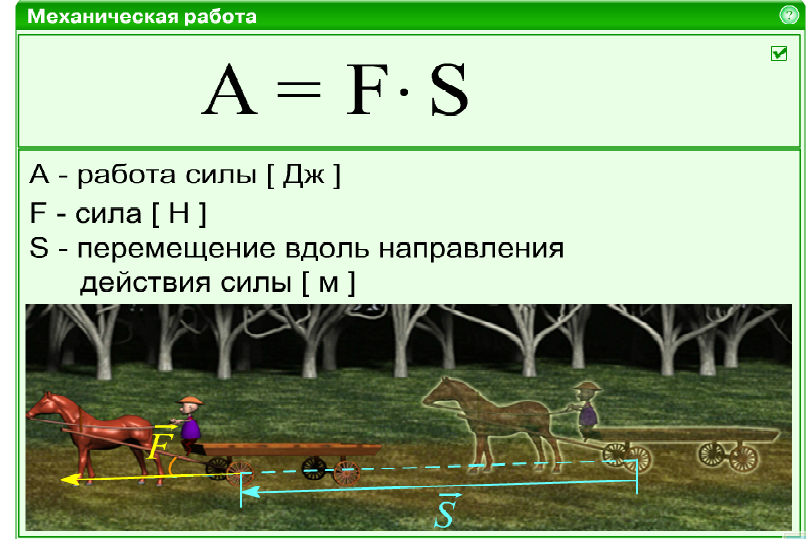 Механическая работа
A = F · S
А - работа силы [ Дж ]
F - сила [ Н ]
S - перемещение вдоль направления
действия силы [ м ]
F
S